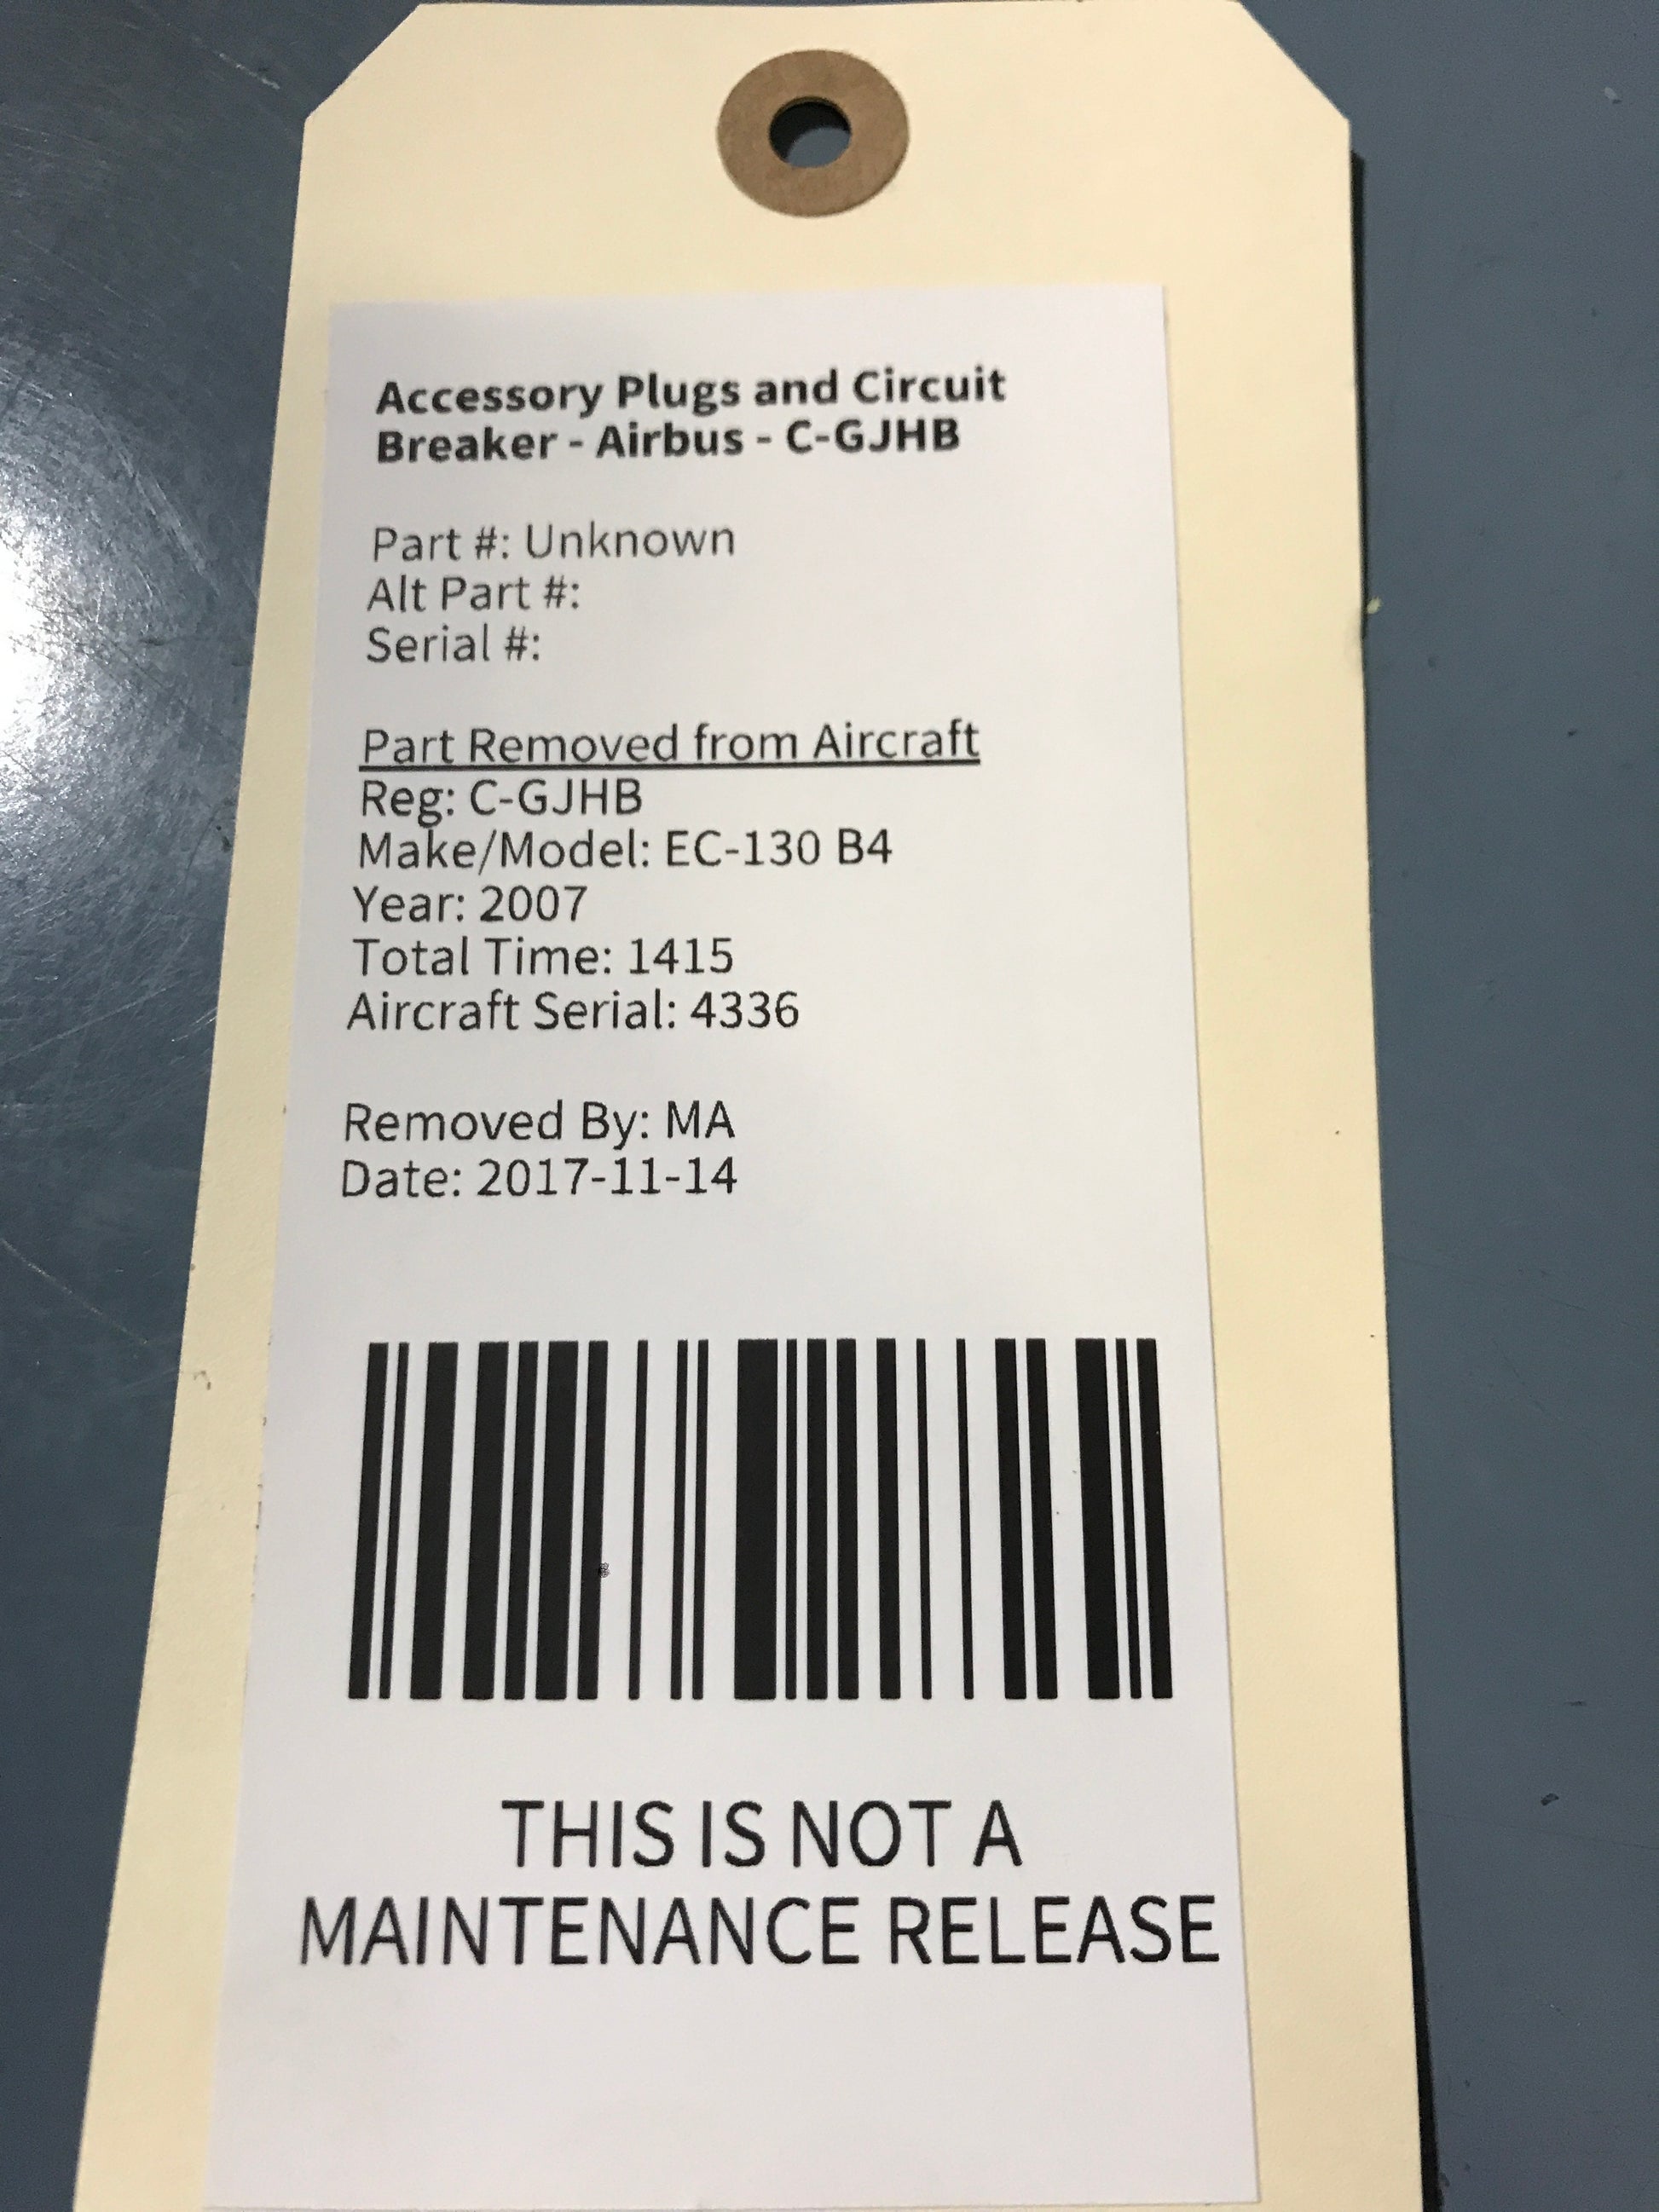 Accessory Plugs and Circuit
Breaker - Airbus - C-GJHB
Part #: Unknown
Alt Part #:
Serial #:
Part Removed from Aircraft
Reg: C-GJHB
Make/Model: EC-130 B4
Year: 2007
Total Time: 1415
Aircraft Serial: 4336
Removed By: MA
Date: 2017-11-14
THIS IS NOT A
MAINTENANCE RELEASE